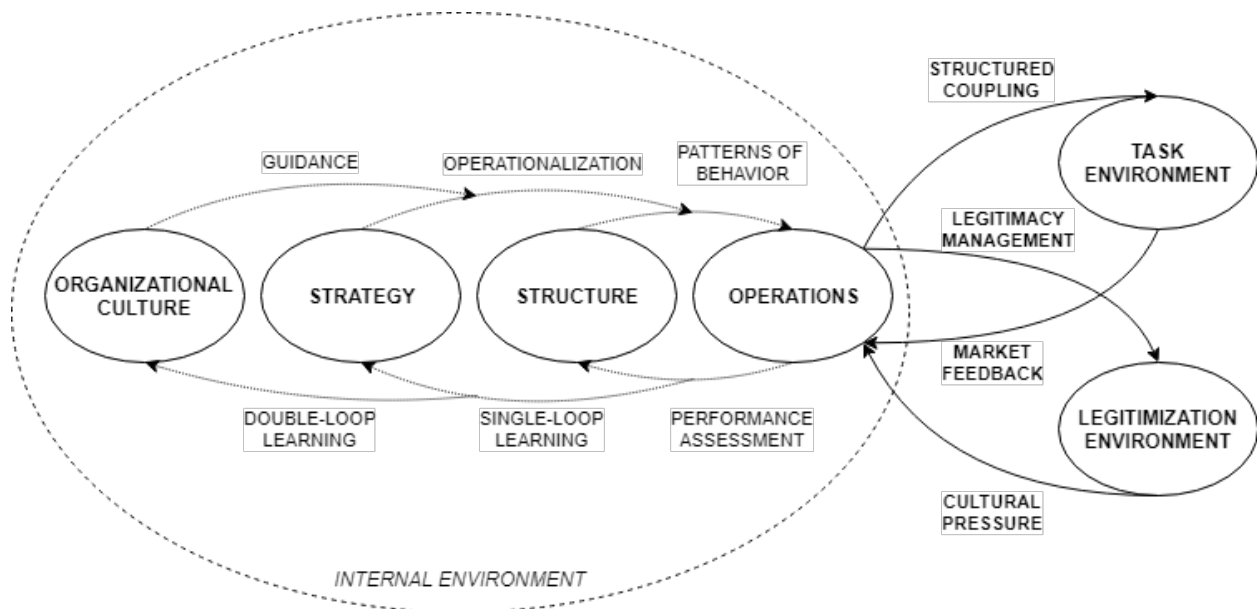 STRUCTURED
COUPLING
TASK
ENVIRONMENT
GUIDANCE
OPERATIONALIZATION
PATTERNS OF
BEHAVIOR
LEGITIMACY
MANAGEMENT
ORGANIZATIONAL
CULTURE
STRATEGY
STRUCTURE
OPERATIONS
MARKET
FEEDBACK
DOUBLE-LOOP
LEARNING
SINGLE-LOOP
LEARNING
PERFORMANCE
ASSESSMENT
LEGITIMIZATION
ENVIRONMENT
CULTURAL
PRESSURE
INTERNAL ENVIRONMENT